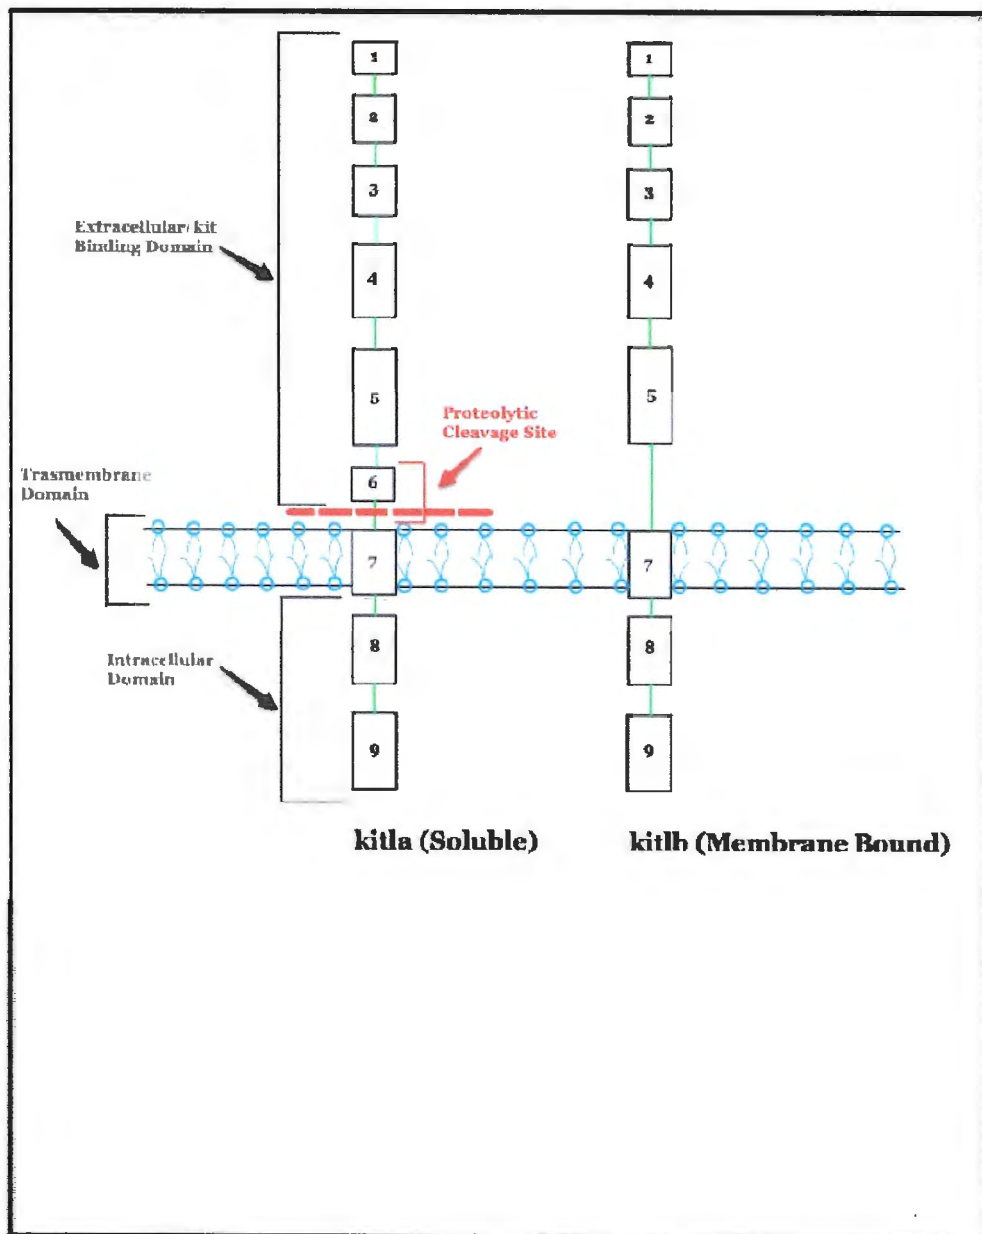 1
1
2
2
3
3
Extracellular/kit
Binding Domain
4
4
5
5
Proteolytic
Cleavage Site
6
Trasmembrane
Domain
7
7
8
8
Intracellular
Domain
9
9
kitla (Soluble)
kitlb (Membrane Bound)